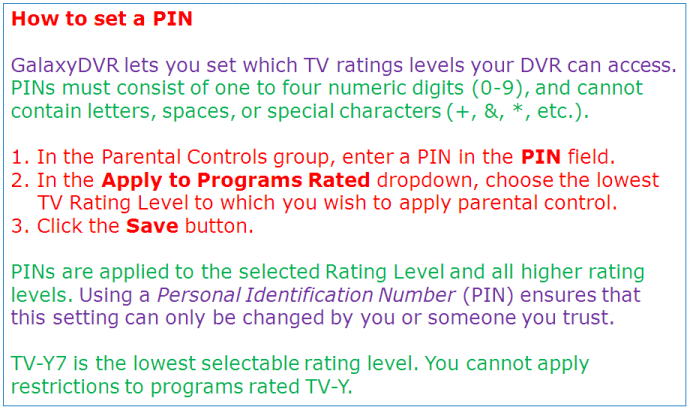 How to set a PIN
GalaxyDVR lets you set which TV ratings levels your DVR can access.
PINs must consist of one to four numeric digits (0-9), and cannot
contain letters, spaces, or special characters (+, &, *, etc.).
1. In the Parental Controls group, enter a PIN in the PIN field.
2. In the Apply to Programs Rated dropdown, choose the lowest
TV Rating Level to which you wish to apply parental control.
3. Click the Save button.
PINs are applied to the selected Rating Level and all higher rating
levels. Using a Personal Identification Number (PIN) ensures that
this setting can only be changed by you or someone you trust.
TV-Y7 is the lowest selectable rating level. You cannot apply
restrictions to programs rated TV-Y.